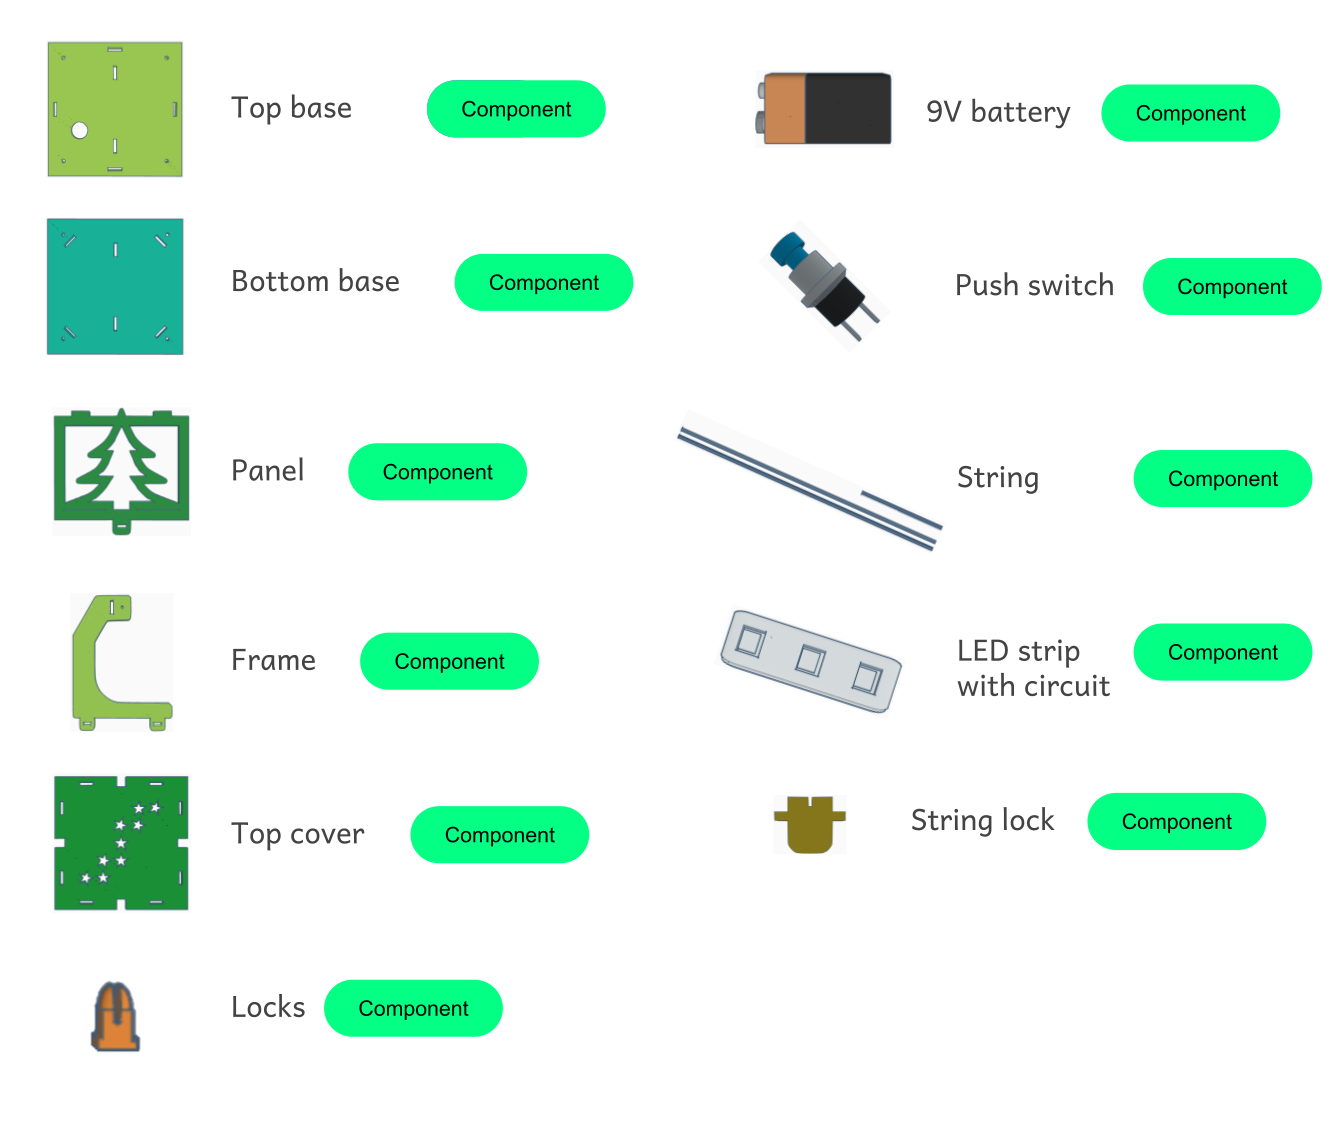 Top base
Component
Bottom base
Component
Panel
Component
Frame
Component
Top cover
Component
Locks
Component
9V battery
Component
Push switch
Component
String
Component
LED strip
with circuit
Component
String lock
Component